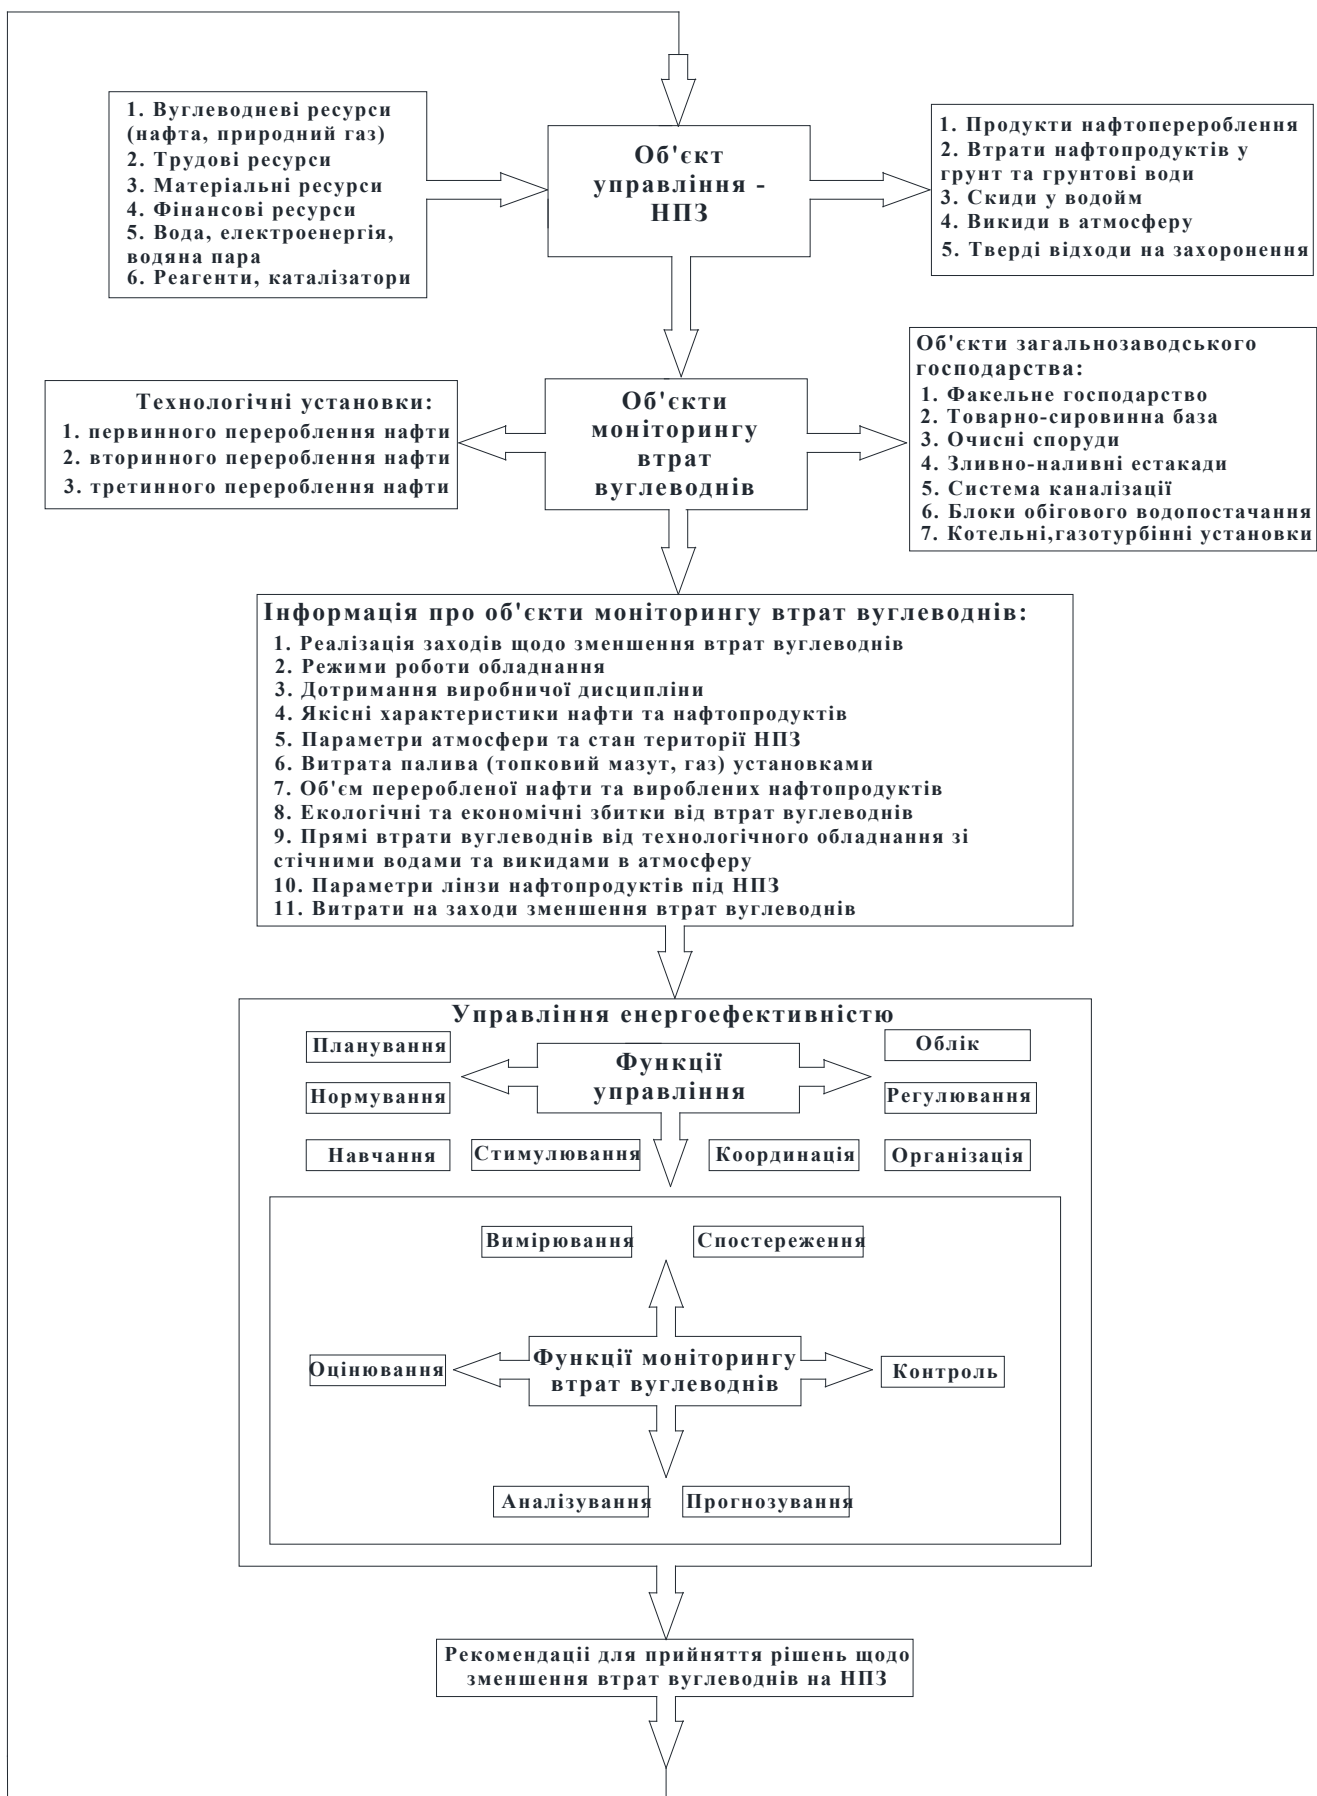 1. Вуглеводневі ресурси
(нафта, природний газ)
2. Трудові ресурси
3. Матеріальні ресурси
4. Фінансові ресурси
5. Вода, електроенергія,
водяна пара
6. Реагенти, каталізатори
Об'єкт
управління -
НПЗ
1. Продукти нафтоперероблення
2. Втрати нафтопродуктів у
грунт та грунтові води
3. Скиди у водойм
4. Викиди в атмосферу
5. Тверді відходи на захоронення
Технологічні установки:
1. первинного перероблення нафти
2. вторинного перероблення нафти
3. третинного перероблення нафти
Об'єкти
моніторингу
втрат
вуглеводнів
Об'єкти загальнозаводського
господарства:
1. Факельне господарство
2. Товарно-сировинна база
3. Очисні споруди
4. Зливно-наливні естакади
5. Система каналізації
6. Блоки обігового водопостачання
7. Котельні,газотурбінні установки
Інформація про об'єкти моніторингу втрат вуглеводнів:
1. Реалізація заходів щодо зменшення втрат вуглеводнів
2. Режими роботи обладнання
3. Дотримання виробничої дисципліни
4. Якісні характеристики нафти та нафтопродуктів
5. Параметри атмосфери та стан території НПЗ
6. Витрата палива (топковий мазут, газ) установками
7. Об'єм переробленої нафти та вироблених нафтопродуктів
8. Екологічні та економічні збитки від втрат вуглеводнів
9. Прямі втрати вуглеводнів від технологічного обладнання зі
стічними водами та викидами в атмосферу
10. Параметри лінзи нафтопродуктів під НПЗ
11. Витрати на заходи зменшення втрат вуглеводнів
Управління енергоефективністю
Планування
Функції
управління
Облік
Нормування
Регулювання
Навчання
Стимулювання
Координація
Організація
Вимірювання
Спостереження
Оцінювання
Функції моніторингу
втрат вуглеводнів
Контроль
Аналізування
Прогнозування
Рекомендаціі для прийняття рішень щодо
зменшення втрат вуглеводнів на НПЗ